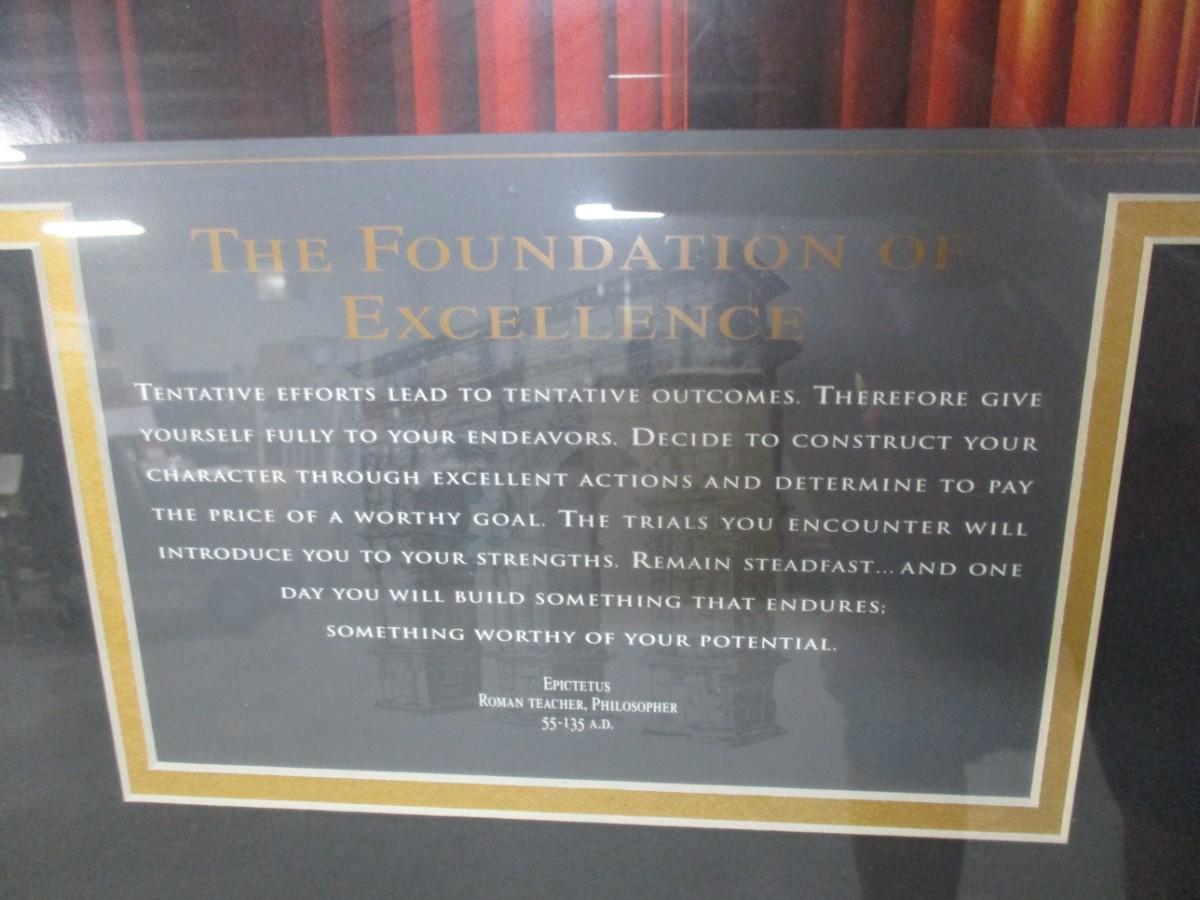 The Foundation of
Excellence
Tentative efforts lead to tentative outcomes. Therefore give
yourself fully to your endeavors. Decide to construct your
character through excellent actions and determine to pay
the price of a worthy goal. The trials you encounter will
introduce you to your strengths. Remain steadfast... and one
day you will build something that endures;
something worthy of your potential.
Epictetus
Roman teacher, Philosopher
55-135 A.D.